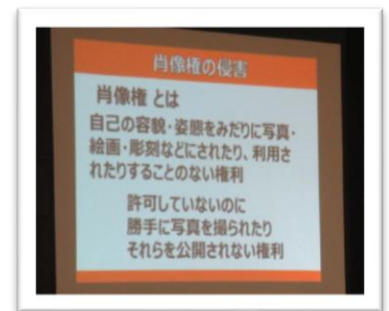 肖像権の侵害
肖像権 とは
自己の容貌・姿態をみだりに写真・
絵画・彫刻などにされたり、利用さ
れたりすることのない権利
許可していないのに
勝手に写真を撮られたり
それらを公開されない権利